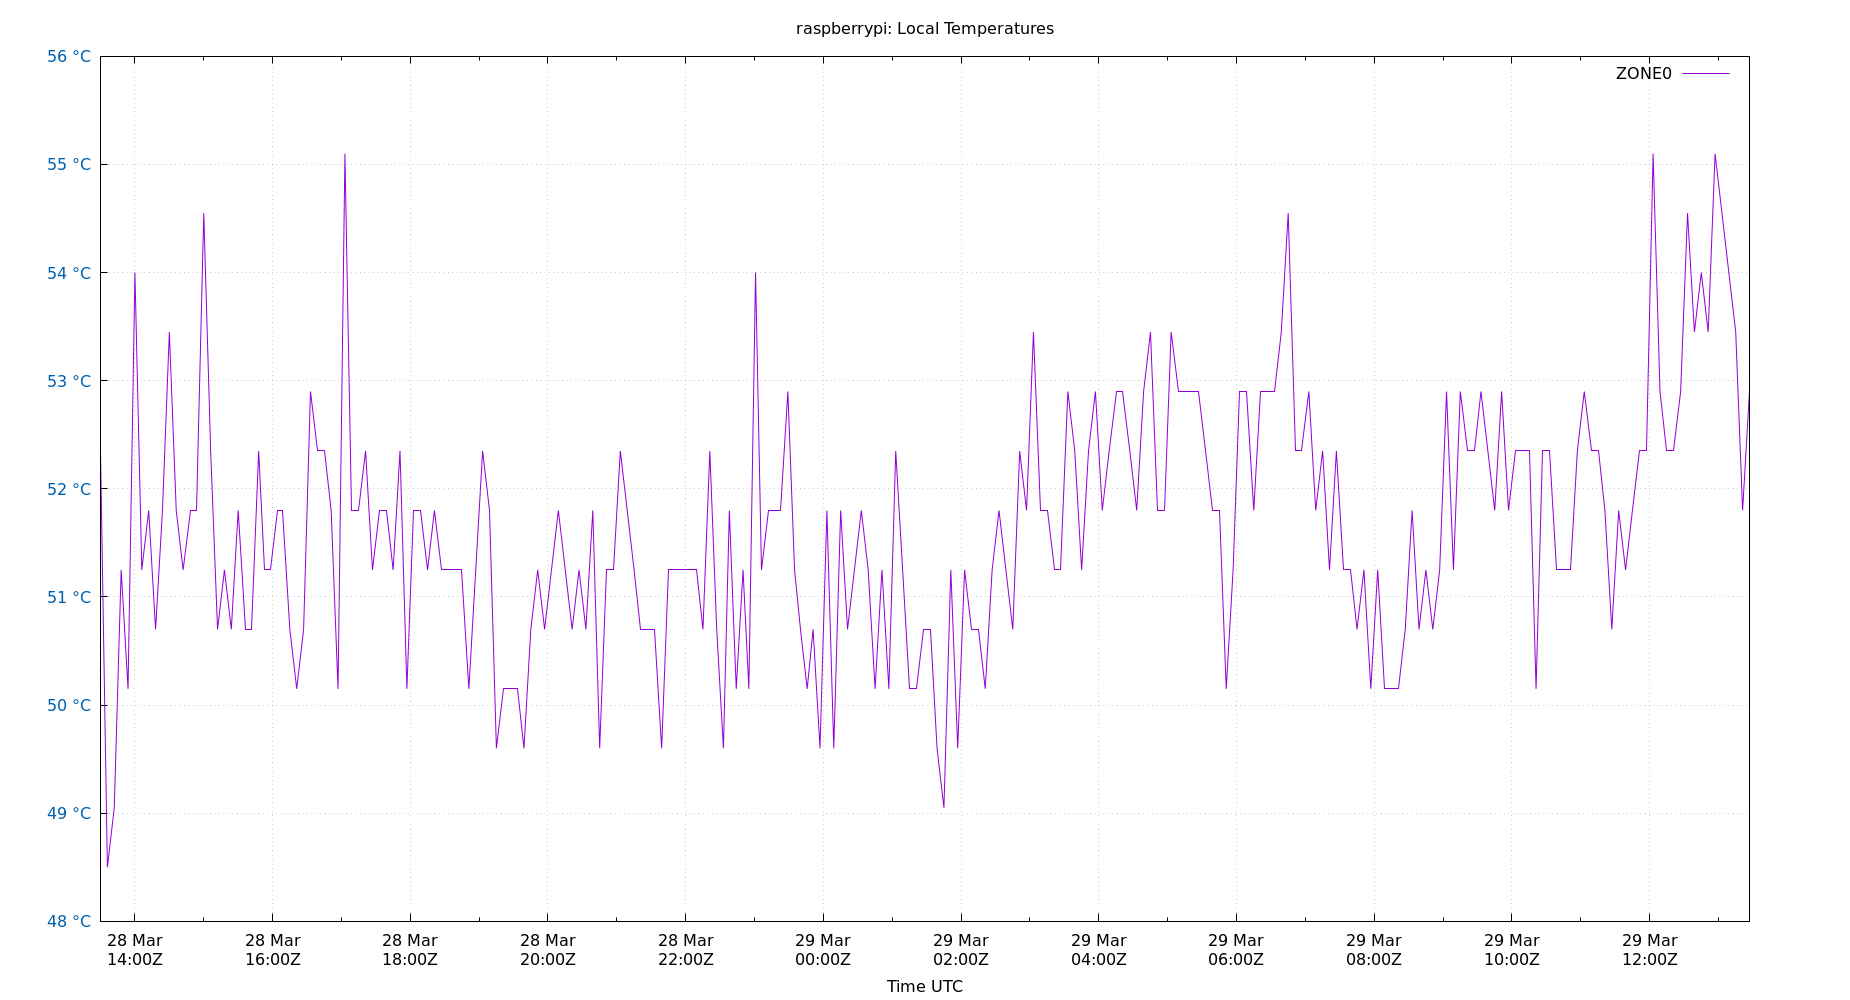 raspberrypi: Local Temperatures
56 °C
ZONE0
55 °C
54 °C
53 °C
52 °C
51 °C
50 °C
49 °C
48 °C
28 Mar 28 Mar 28 Mar 28 Mar 28 Mar 29 Mar 29 Mar 29 Mar 29 Mar 29 Mar 29 Mar 29 Mar
14:00Z 16:00Z 18:00Z 20:00Z 22:00Z 00:00Z 02:00Z 04:00Z 06:00Z 08:00Z 10:00Z 12:00Z
Time UTC